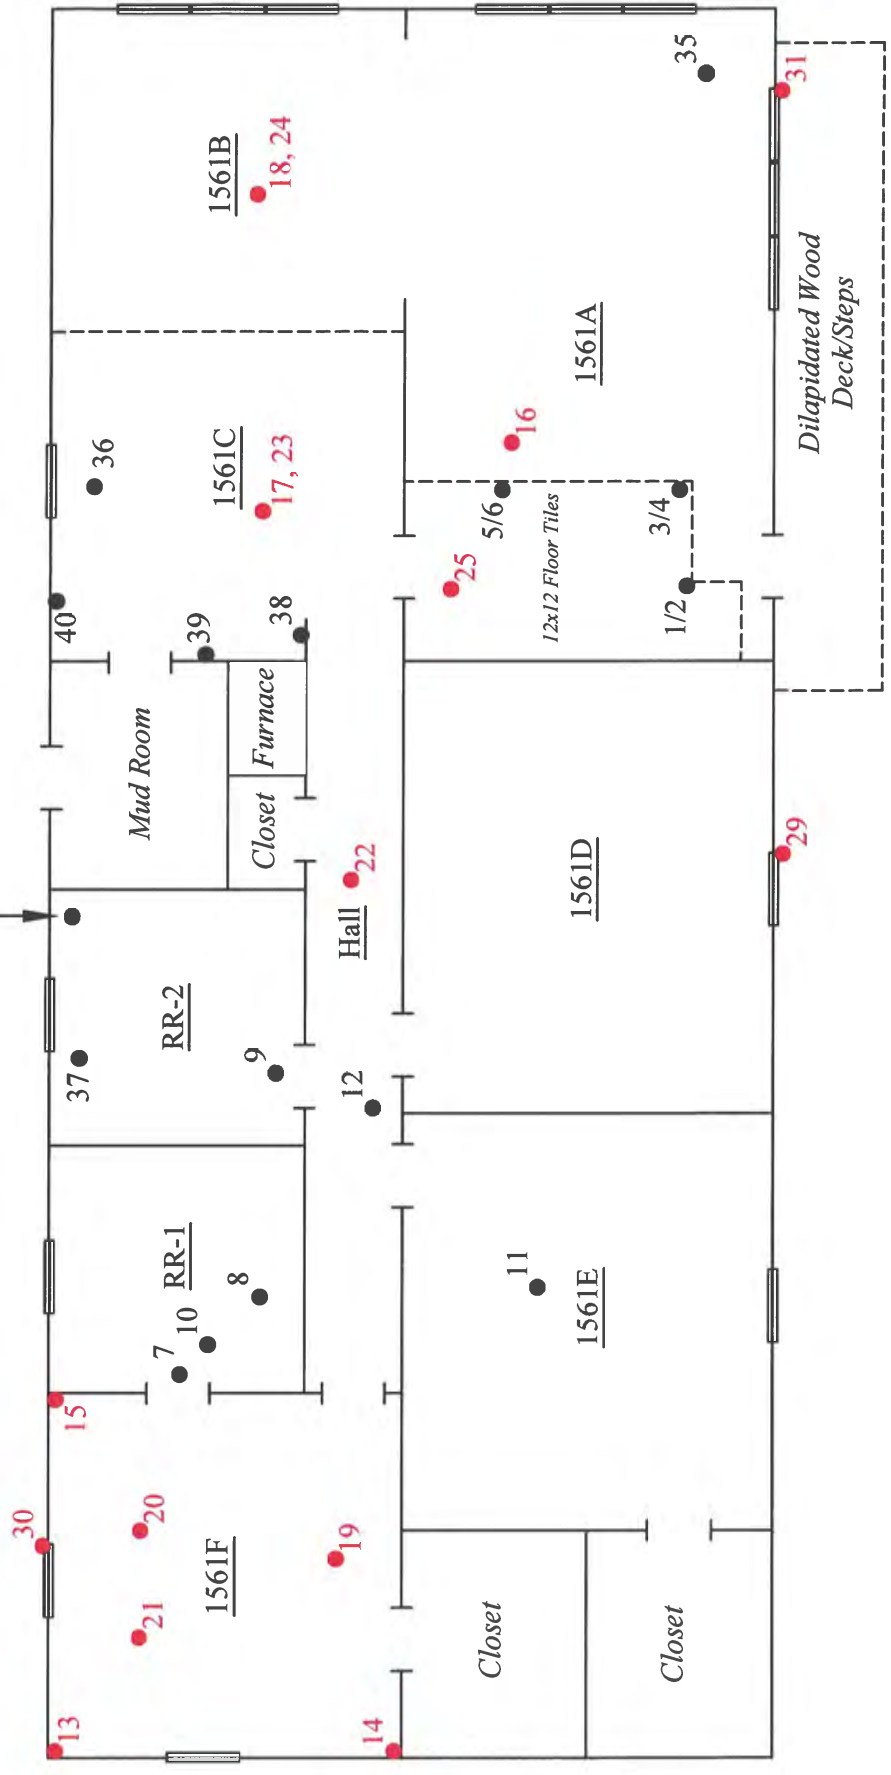 13
30
15
37
40
36
21
20
7
10
RR-1
RR-2
Mud Room
39
1561C
1561B
1561F
8
9
Closet
Furnace
38
17, 23
18, 24
14
19
12
Hall
22
25
5/6
16
Closet
11
1561E
1561D
12x12 Floor Tiles
1561A
Closet
1/2
3/4
35
29
31
Dilapidated Wood
Deck/Steps